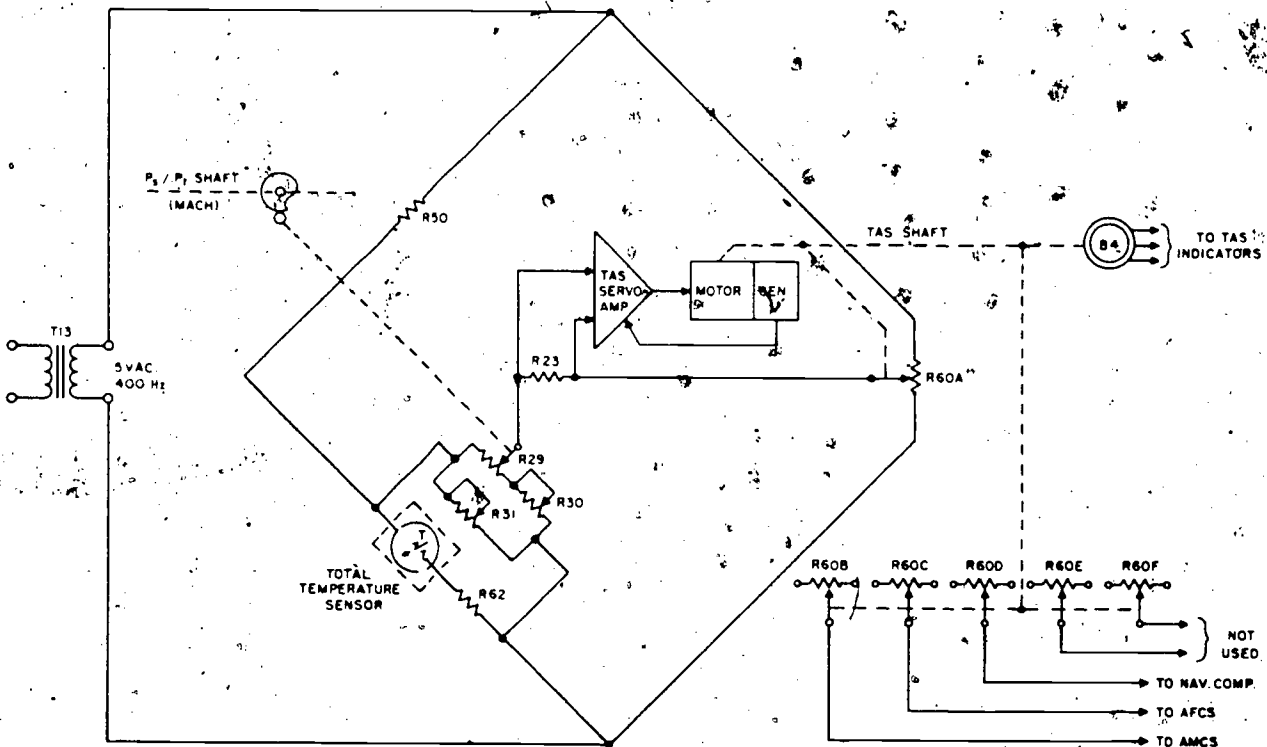 Ps / PT SHAFT
(MACH)
R50
TAS SHAFT
B4
TO TAS
INDICATORS
TAS
SERVO
AMP
MOTOR
GEN
T13
5 VAC
400 Hz
R23
R60A
R29
R31
R30
T
TOTAL
TEMPERATURE
SENSOR
R62
R60B
R60C
R60D
R60E
R60F
NOT
USED
TO NAV. COMP.
TO AFCS
TO AMCS